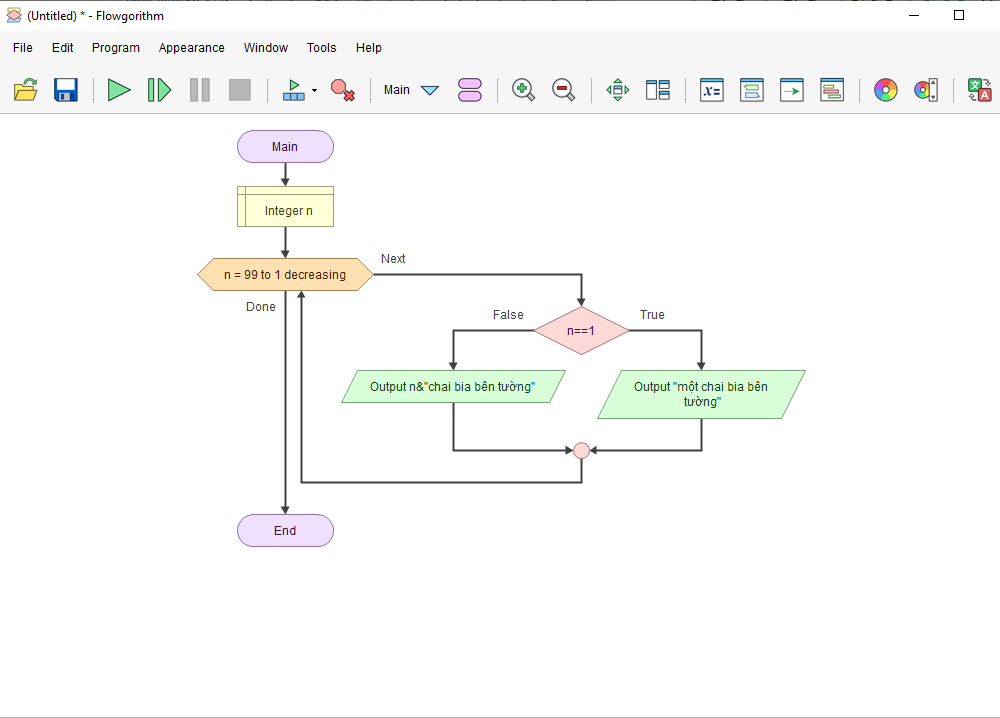 (Untitled) * - Flowgorithm
File Edit Program Appearance Window Tools Help
Main
x=
A
Main
Integer n
n = 99 to 1 decreasing
Next
Done
False
True
n==1
Output n&"chai bia bên tường"
Output "một chai bia bên
tường"
End